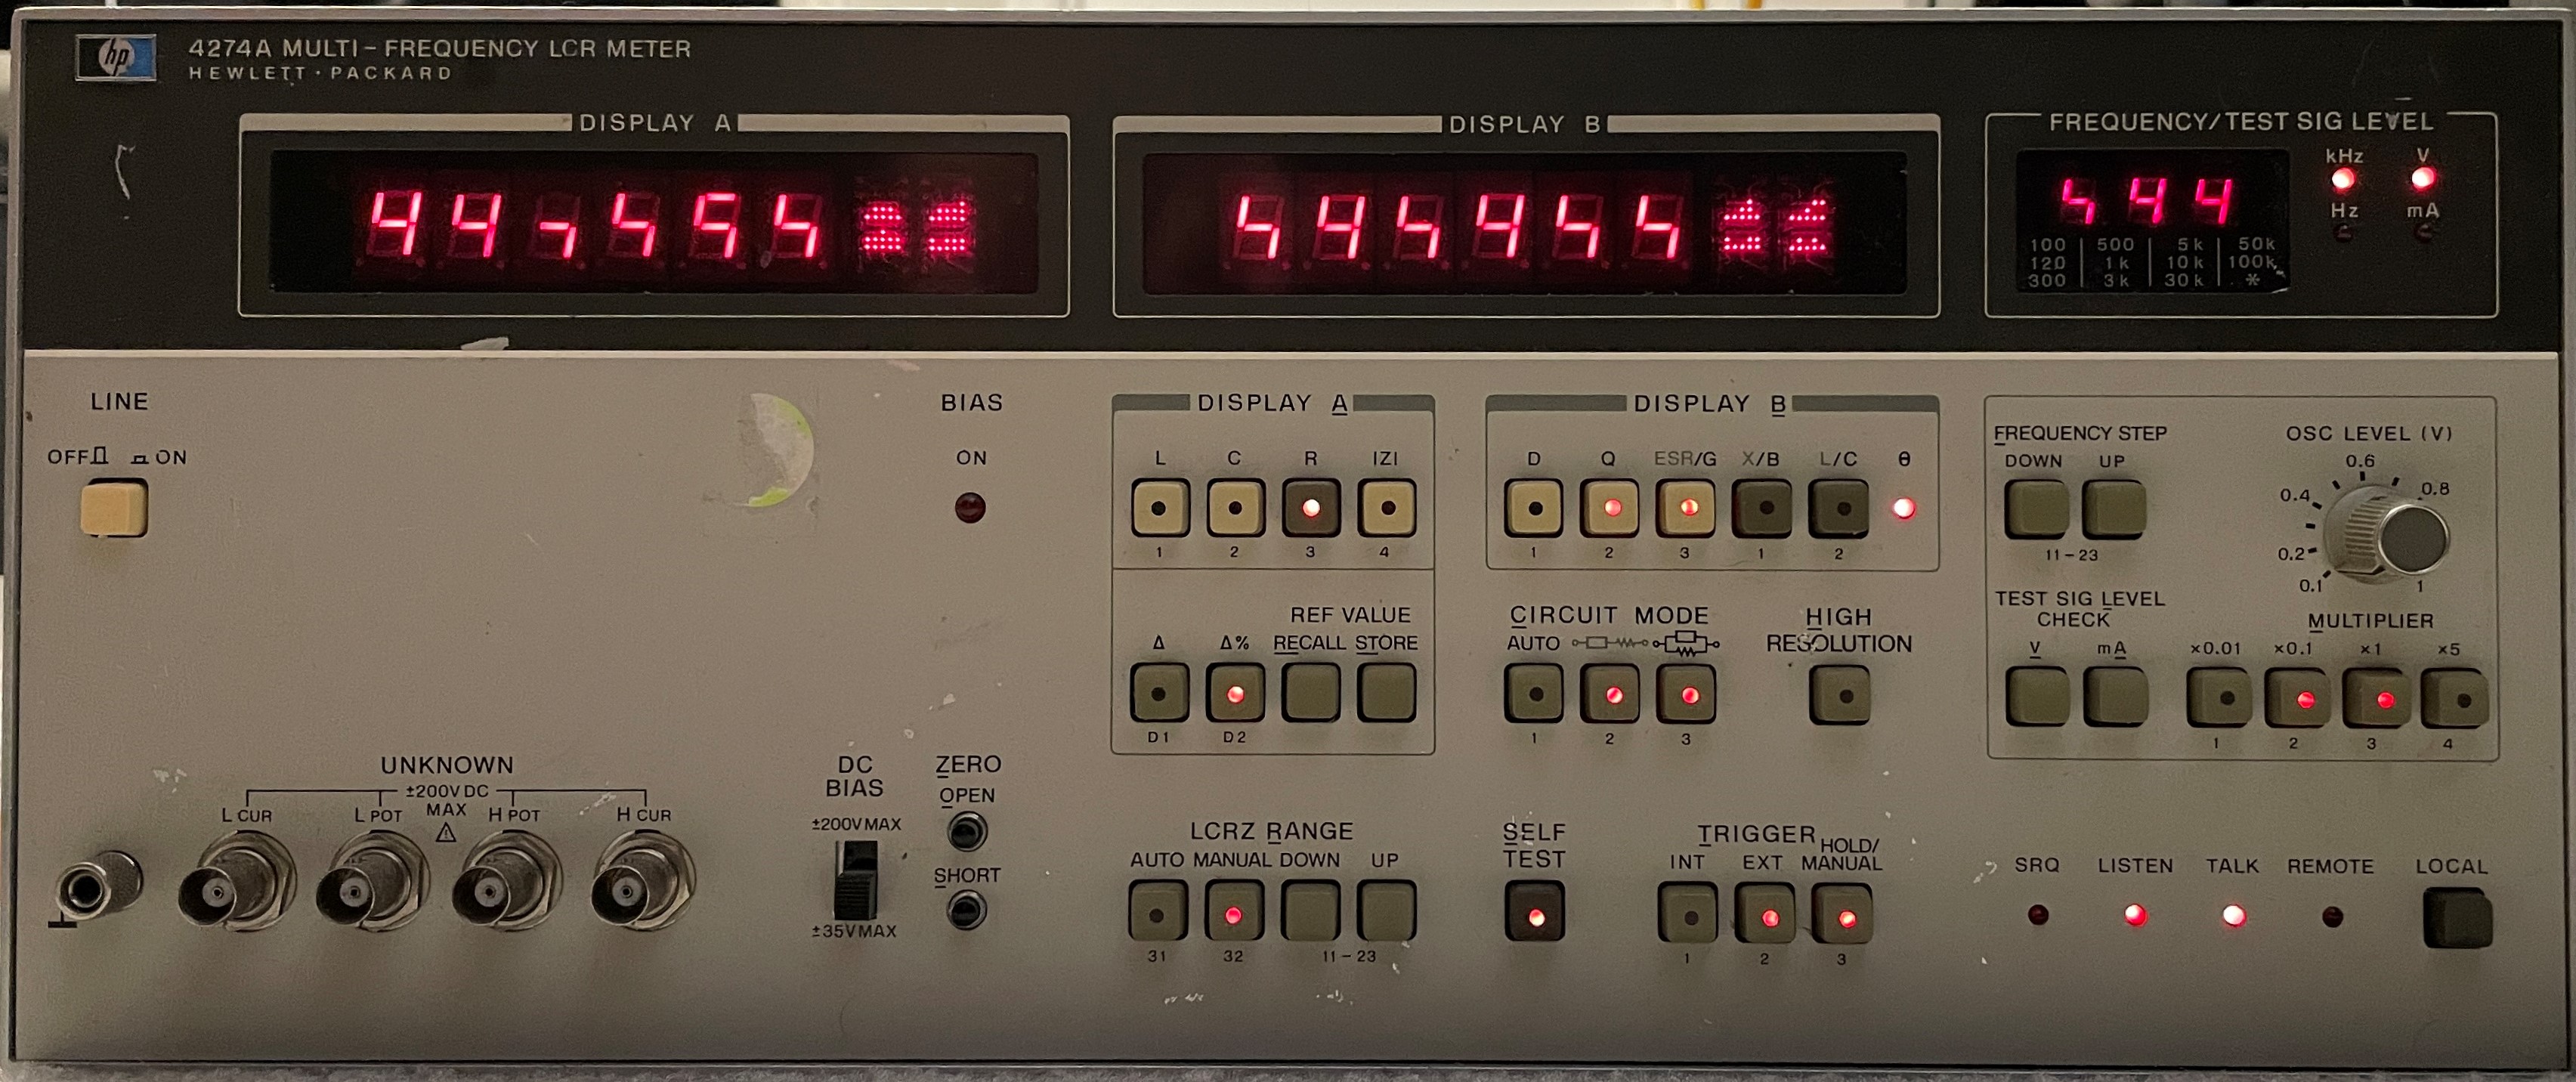 hp
4274A MULTI-FREQUENCY LCR METER
HEWLETT·PACKARD
DISPLAY A
DISPLAY B
FREQUENCY/TEST SIG LEVEL
kHz V
Hz mA
100 500 5k 50k
120 1k 10k 100k
300 3k 30k *
LINE
OFF ON
BIAS
ON
DISPLAY A
L C R |Z|
1 2 3 4
DISPLAY B
D Q ESR/G X/B L/C θ
1 2 3 1 2
FREQUENCY STEP
DOWN UP
11-23
OSC LEVEL (V)
0.6
0.4 0.8
0.2
0.1 1
REF VALUE
Δ Δ% RECALL STORE
D1 D2
CIRCUIT MODE
AUTO
1 2 3
HIGH
RESOLUTION
TEST SIG LEVEL
CHECK
V mA
MULTIPLIER
×0.01 ×0.1 ×1 ×5
1 2 3 4
UNKNOWN
±200V DC
MAX
L CUR L POT H POT H CUR
DC
BIAS
±200V MAX
±35V MAX
ZERO
OPEN
SHORT
LCRZ RANGE
AUTO MANUAL DOWN UP
31 32 11-23
SELF
TEST
TRIGGER
INT EXT HOLD/
MANUAL
1 2 3
SRQ LISTEN TALK REMOTE LOCAL